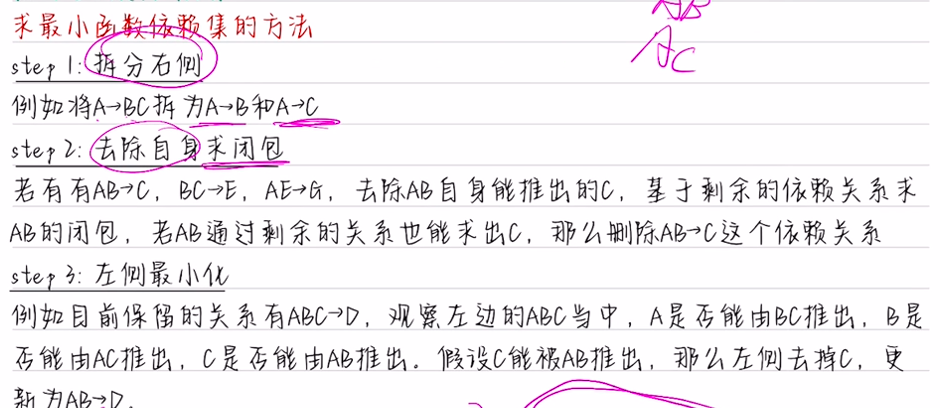 AB
AC
求最小函数依赖集的方法
step 1: 拆分右侧
例如将A→BC拆为A→B和A→C
step 2: 去除自身求闭包
若有有AB→C, BC→E, AE→G, 去除AB自身能推出的C, 基于剩余的依赖关系求
AB的闭包, 若AB通过剩余的关系也能求出C, 那么删除AB→C这个依赖关系
step 3: 左侧最小化
例如目前保留的关系有ABC→D, 观察左边的ABC当中, A是否能由BC推出, B是
否能由AC推出, C是否能由AB推出。假设C能被AB推出, 那么左侧去掉C, 更
新为AB→D.